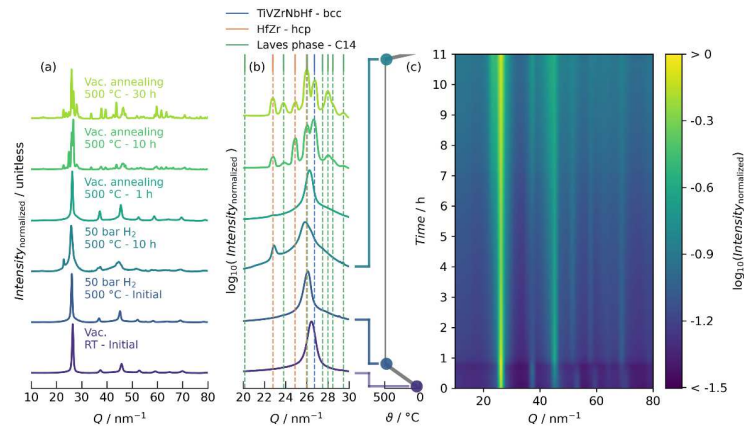 TiVZrNbHf - bcc
HfZr - hcp
Laves phase - C14
(a)
Vac. annealing
500 °C - 30 h
Vac. annealing
500 °C - 10 h
Vac. annealing
500 °C - 1 h
50 bar H2
500 °C - 10 h
50 bar H2
500 °C - Initial
Vac.
RT - Initial
Intensity_normalized / unitless
10 20 30 40 50 60 70 80
Q / nm⁻¹
(b)
log10( Intensity_normalized )
20 22 24 26 28 30
Q / nm⁻¹
500 0
ϑ / °C
(c)
11
10
9
8
7
6
5
4
3
2
1
0
Time / h
20 40 60 80
Q / nm⁻¹
> 0
-0.3
-0.6
-0.9
-1.2
< -1.5
log10(Intensity_normalized)